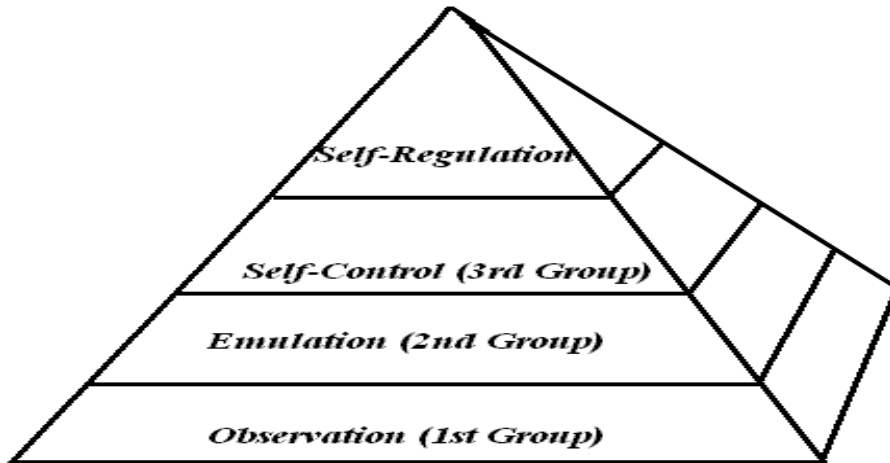 Self-Regulation
Self-Control (3rd Group)
Emulation (2nd Group)
Observation (1st Group)